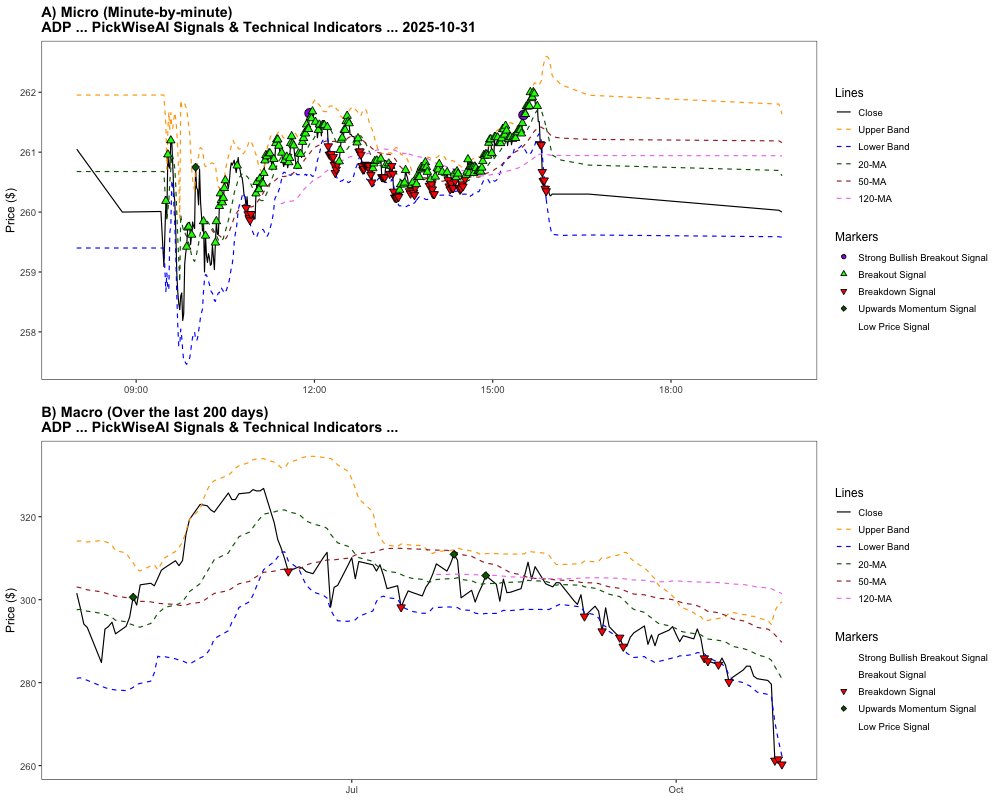 A) Micro (Minute-by-minute)
ADP ... PickWiseAI Signals & Technical Indicators ... 2025-10-31
Price ($)
262
261
260
259
258
09:00
12:00
15:00
18:00
Lines
Close
Upper Band
Lower Band
20-MA
50-MA
120-MA
Markers
Strong Bullish Breakout Signal
Breakout Signal
Breakdown Signal
Upwards Momentum Signal
Low Price Signal
B) Macro (Over the last 200 days)
ADP ... PickWiseAI Signals & Technical Indicators ...
Price ($)
320
300
280
260
Jul
Oct
Lines
Close
Upper Band
Lower Band
20-MA
50-MA
120-MA
Markers
Strong Bullish Breakout Signal
Breakout Signal
Breakdown Signal
Upwards Momentum Signal
Low Price Signal